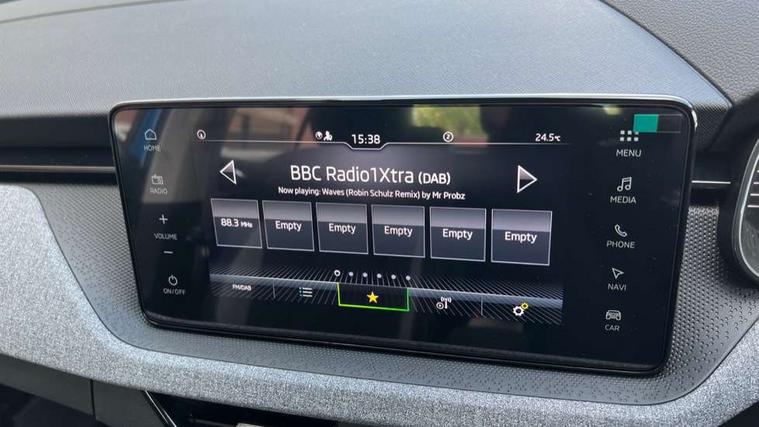 15:38
2
24.5°C
HOME
RADIO
VOLUME
ON/OFF
BBC Radio1Xtra (DAB)
Now playing: Waves (Robin Schulz Remix) by Mr Probz
88.3 MHz
Empty
Empty
Empty
Empty
Empty
FM/DAB
MENU
MEDIA
PHONE
NAVI
CAR